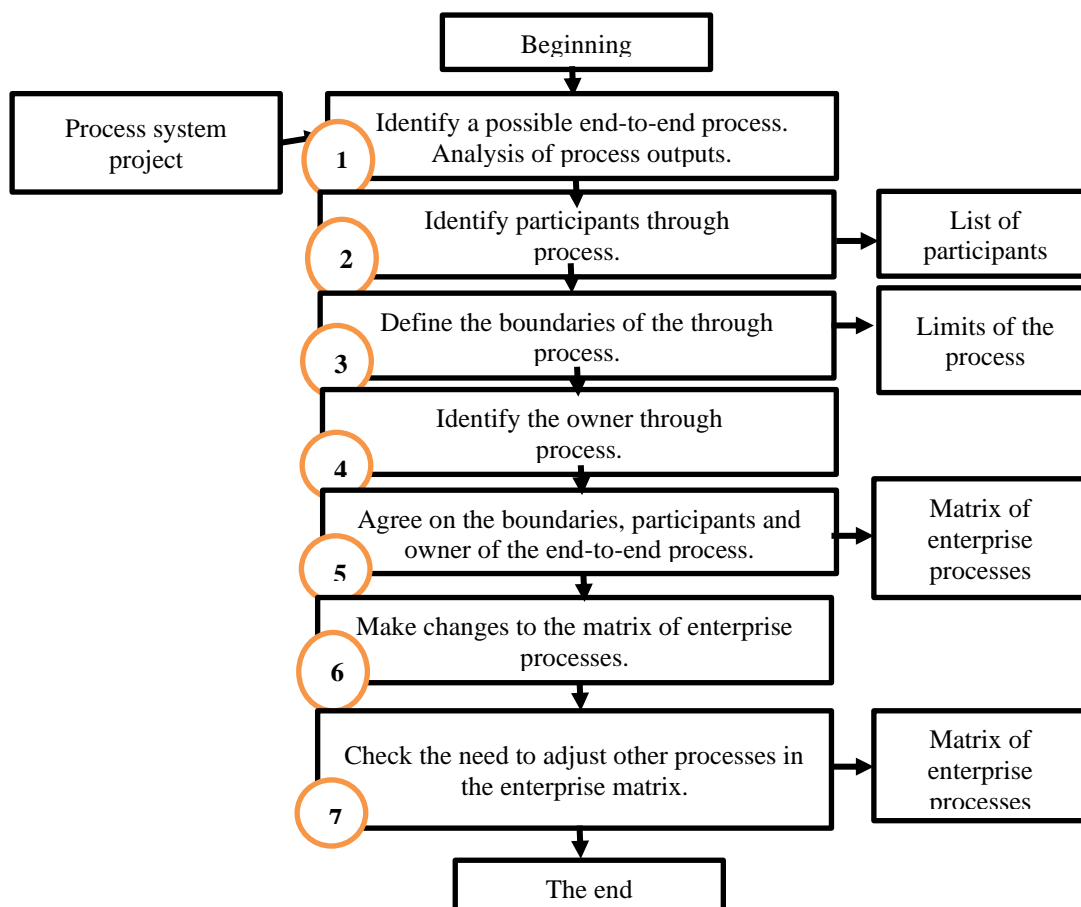 Beginning
Process system
project
Identify a possible end-to-end process.
Analysis of process outputs.
1
Identify participants through
process.
2
List of
participants
Define the boundaries of the through
process.
3
Limits of the
process
Identify the owner through
process.
4
Agree on the boundaries, participants and
owner of the end-to-end process.
5
Matrix of
enterprise
processes
Make changes to the matrix of enterprise
processes.
6
Check the need to adjust other processes in
the enterprise matrix.
7
Matrix of
enterprise
processes
The end